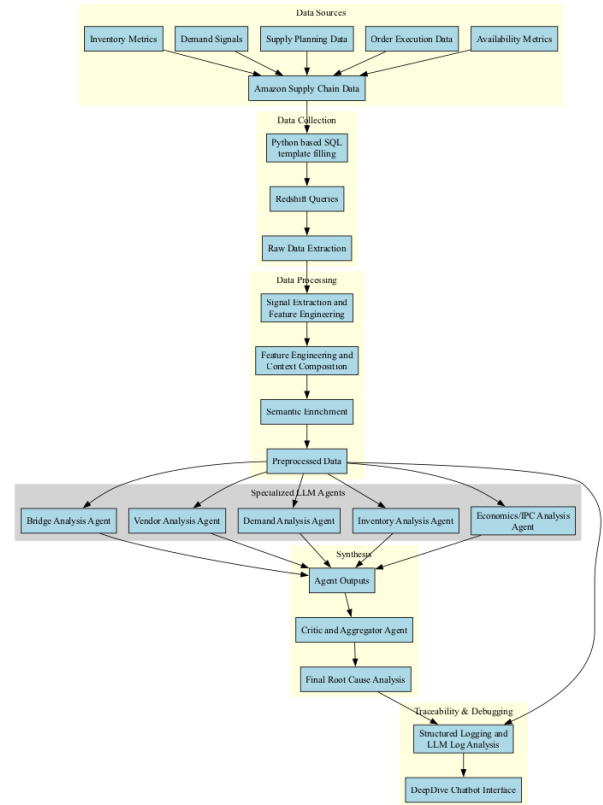 Data Sources
Inventory Metrics
Demand Signals
Supply Planning Data
Order Execution Data
Availability Metrics
Amazon Supply Chain Data
Data Collection
Python based SQL
template filling
Redshift Queries
Raw Data Extraction
Data Processing
Signal Extraction and
Feature Engineering
Feature Engineering and
Context Composition
Semantic Enrichment
Preprocessed Data
Specialized LLM Agents
Bridge Analysis Agent
Vendor Analysis Agent
Demand Analysis Agent
Inventory Analysis Agent
Economics/IPC Analysis
Agent
Synthesis
Agent Outputs
Critic and Aggregator Agent
Final Root Cause Analysis
Traceability & Debugging
Structured Logging and
LLM Log Analysis
DeepDive Chatbot Interface